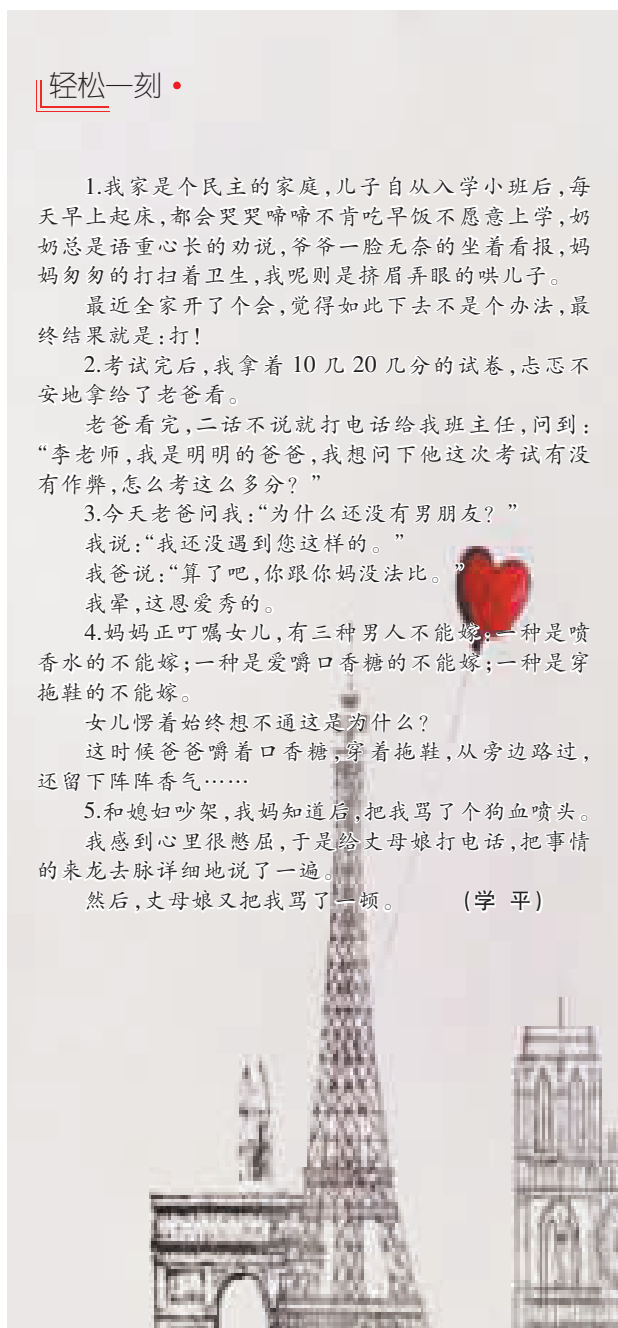 轻松一刻
1.我家是个民主的家庭,儿子自从入学小班后,每
天早上起床,都会哭哭啼啼不肯吃早饭不愿意上学,奶
奶总是语重心长的劝说,爷爷一脸无奈的坐着看报,妈
妈匆匆的打扫着卫生,我呢则是挤眉弄眼的哄儿子。
最近全家开了个会,觉得如此下去不是个办法,最
终结果就是:打!
2.考试完后,我拿着 10 几 20 几分的试卷,忐忑不
安地拿给了老爸看。
老爸看完,二话不说就打电话给我班主任,问到:
“李老师,我是明明的爸爸,我想问下他这次考试有没
有作弊,怎么考这么多分?”
3.今天老爸问我:“为什么还没有男朋友?”
我说:“我还没遇到您这样的。”
我爸说:“算了吧,你跟你妈没法比。”
我晕,这恩爱秀的。
4.妈妈正叮嘱女儿,有三种男人不能嫁:一种是喷
香水的不能嫁;一种是爱嚼口香糖的不能嫁;一种是穿
拖鞋的不能嫁。
女儿愣着始终想不通这是为什么?
这时候爸爸嚼着口香糖,穿着拖鞋,从旁边路过,
还留下阵阵香气……
5.和媳妇吵架,我妈知道后,把我骂了个狗血喷头。
我感到心里很憋屈,于是给丈母娘打电话,把事情
的来龙去脉详细地说了一遍。
然后,丈母娘又把我骂了一顿。 (学 平)